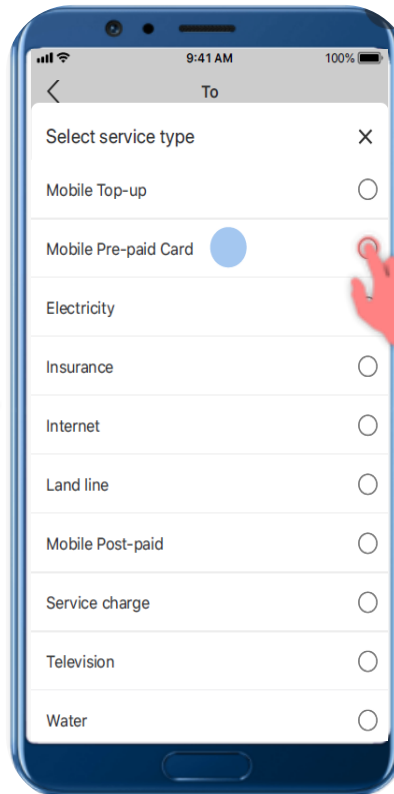 9:41 AM
100%
To
Select service type
Mobile Top-up
Mobile Pre-paid Card
Electricity
Insurance
Internet
Land line
Mobile Post-paid
Service charge
Television
Water